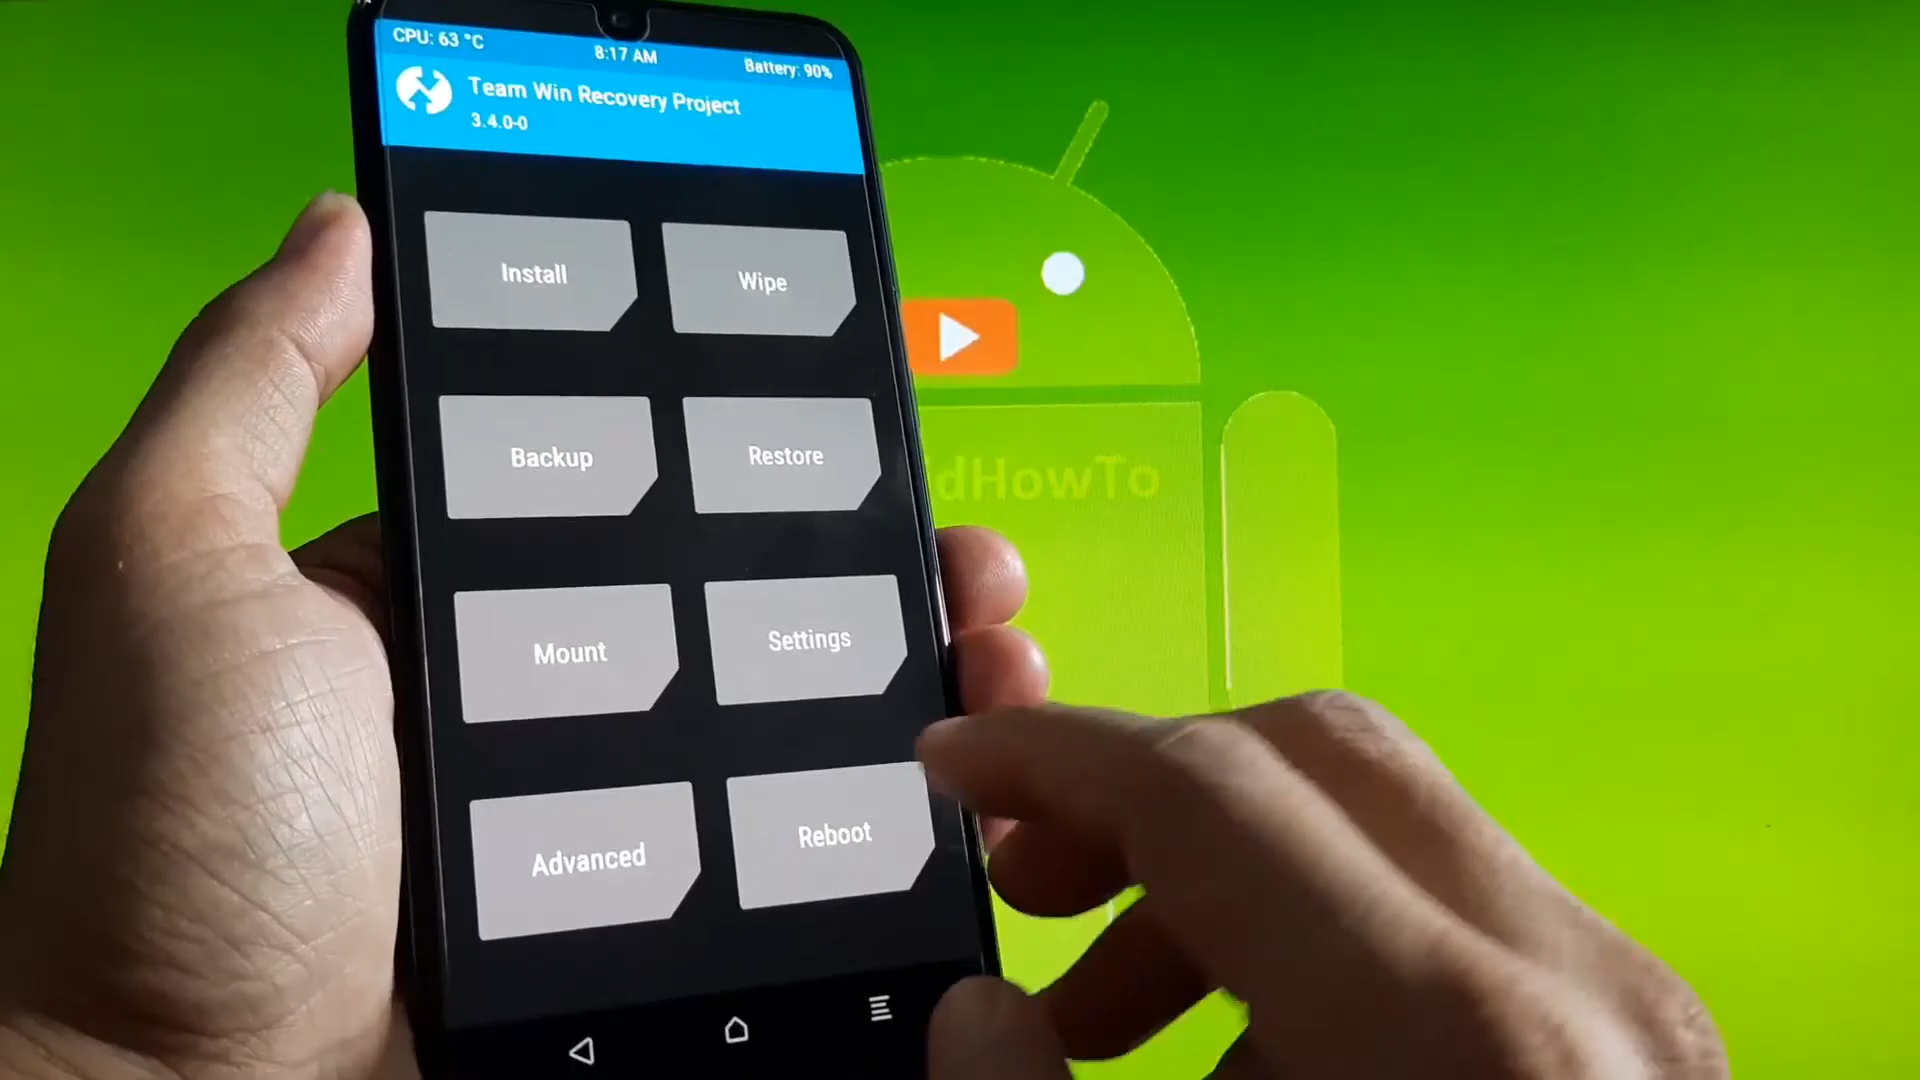 CPU: 63 °C
8:17 AM
Battery: 90%
Team Win Recovery Project
3.4.0-0
Install
Wipe
Backup
Restore
Mount
Settings
Advanced
Reboot
idHowTo